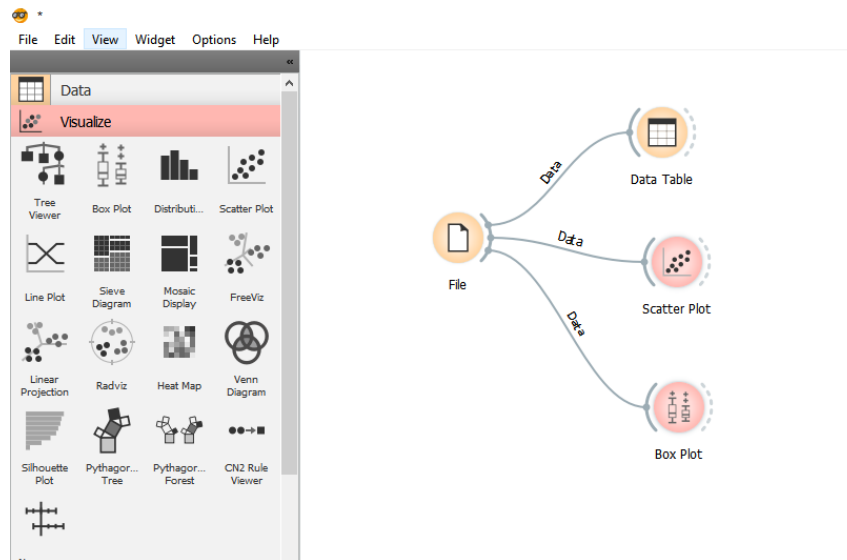 *
File Edit View Widget Options Help
«
Data
Visualize
Tree Viewer
Box Plot
Distributi...
Scatter Plot
Line Plot
Sieve Diagram
Mosaic Display
FreeViz
Linear Projection
Radviz
Heat Map
Venn Diagram
Silhouette Plot
Pythagor... Tree
Pythagor... Forest
CN2 Rule Viewer
File
Data
Data
Data
Data Table
Scatter Plot
Box Plot